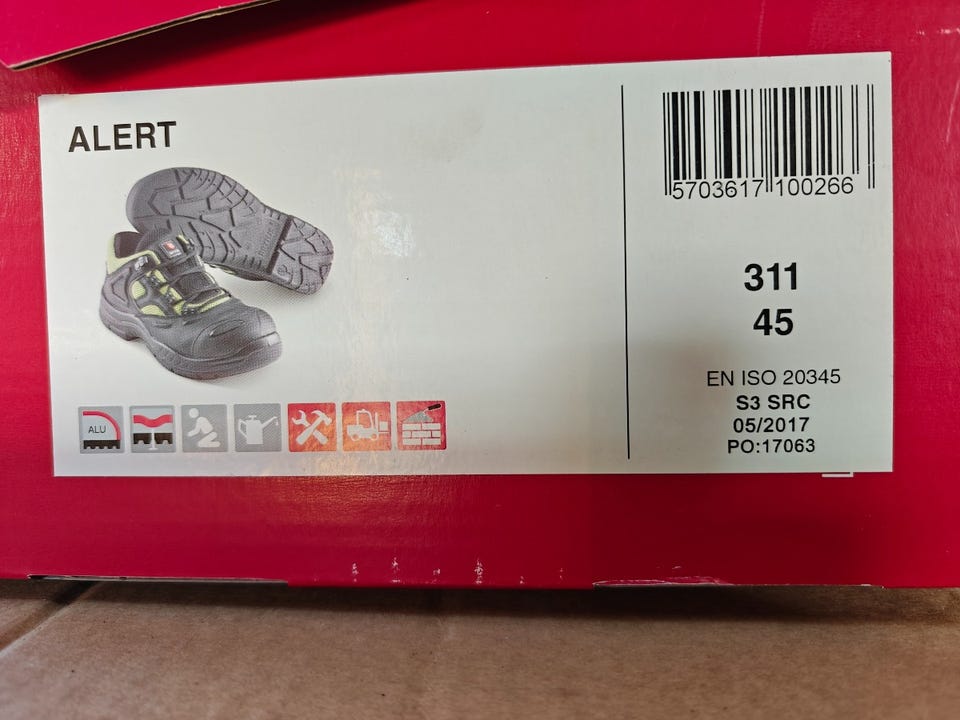 ALERT
ALU
5703617 100266
311
45
EN ISO 20345
S3 SRC
05/2017
PO:17063